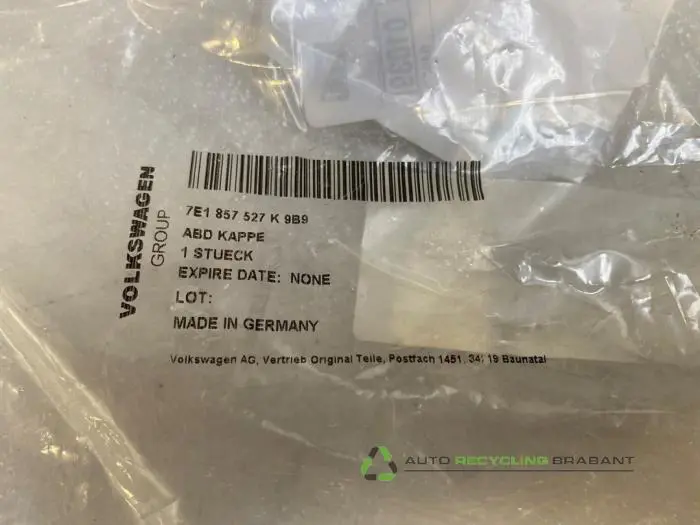 VOLKSWAGEN
GROUP
7E1 857 527 K 9B9
ABD KAPPE
1 STUECK
EXPIRE DATE: NONE
LOT:
MADE IN GERMANY
Volkswagen AG, Vertrieb Original Teile, Postfach 1451, Baunatal
AUTO RECYCLING BRABANT